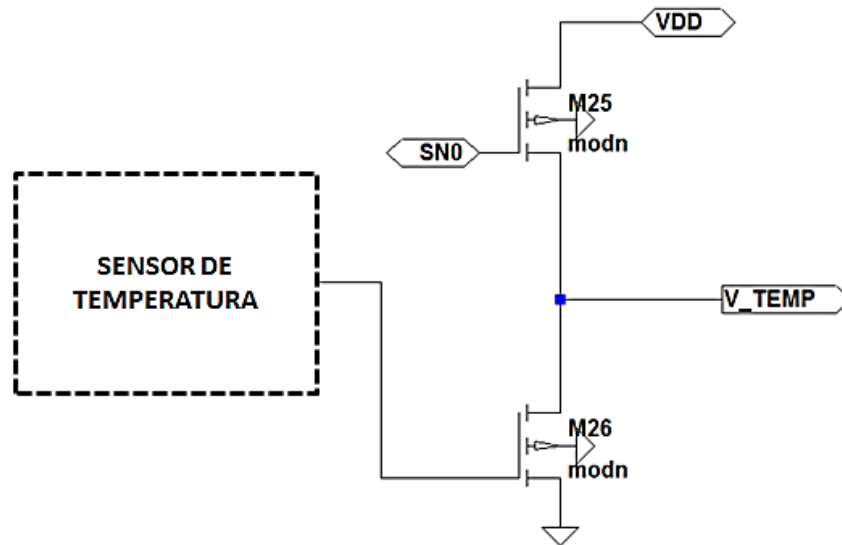 VDD
M25
modn
SN0
SENSOR DE
TEMPERATURA
V_TEMP
M26
modn